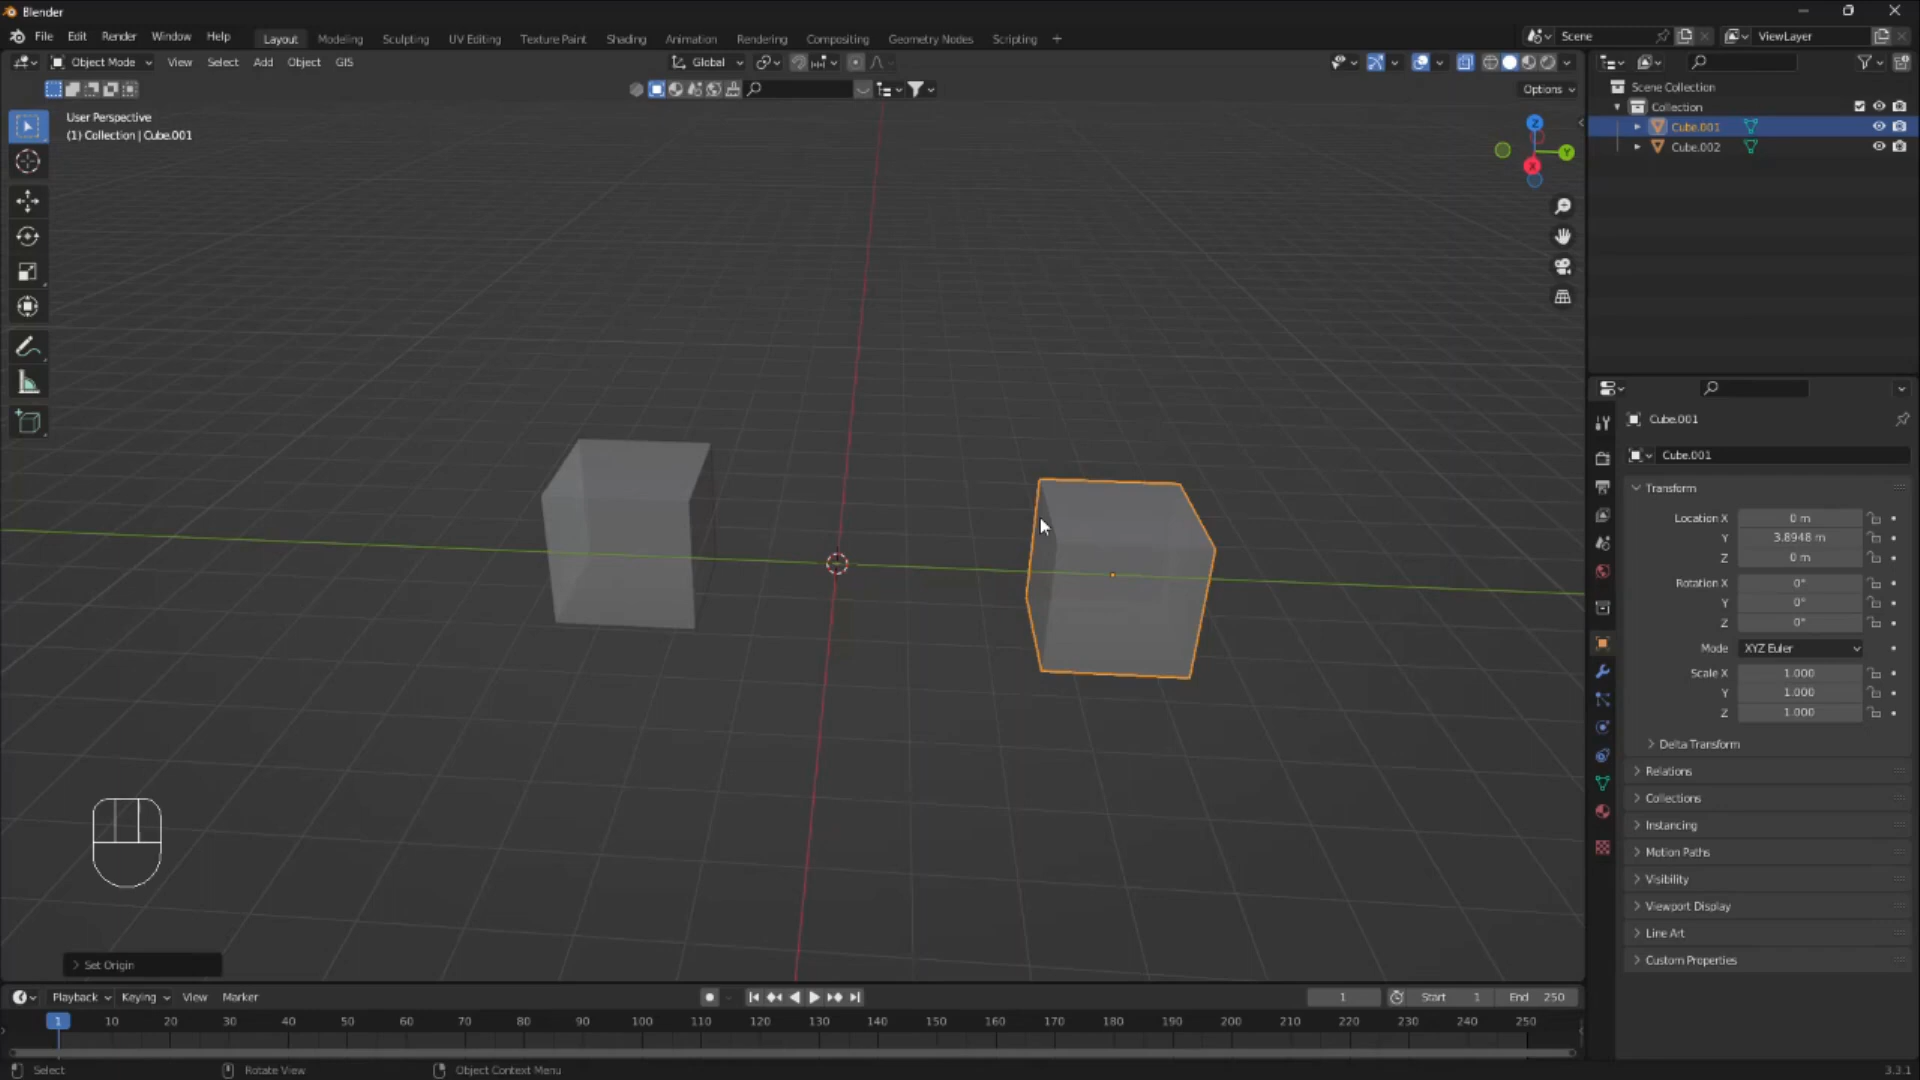 Blender
File Edit Render Window Help Layout Modeling Sculpting UV Editing Texture Paint Shading Animation Rendering Compositing Geometry Nodes Scripting + Scene ViewLayer
Object Mode View Select Add Object GIS Global
Options
User Perspective
(1) Collection | Cube.001
Z
Y
X
Scene Collection
Collection
Cube.001
Cube.002
Cube.001
Cube.001
Transform
Location X 0 m
Y 3.8948 m
Z 0 m
Rotation X 0°
Y 0°
Z 0°
Mode XYZ Euler
Scale X 1.000
Y 1.000
Z 1.000
Delta Transform
Relations
Collections
Instancing
Motion Paths
Visibility
Viewport Display
Line Art
Custom Properties
Set Origin
Playback Keying View Marker 1 Start 1 End 250
1 10 20 30 40 50 60 70 80 90 100 110 120 130 140 150 160 170 180 190 200 210 220 230 240 250
Select Rotate View Object Context Menu 3.3.1